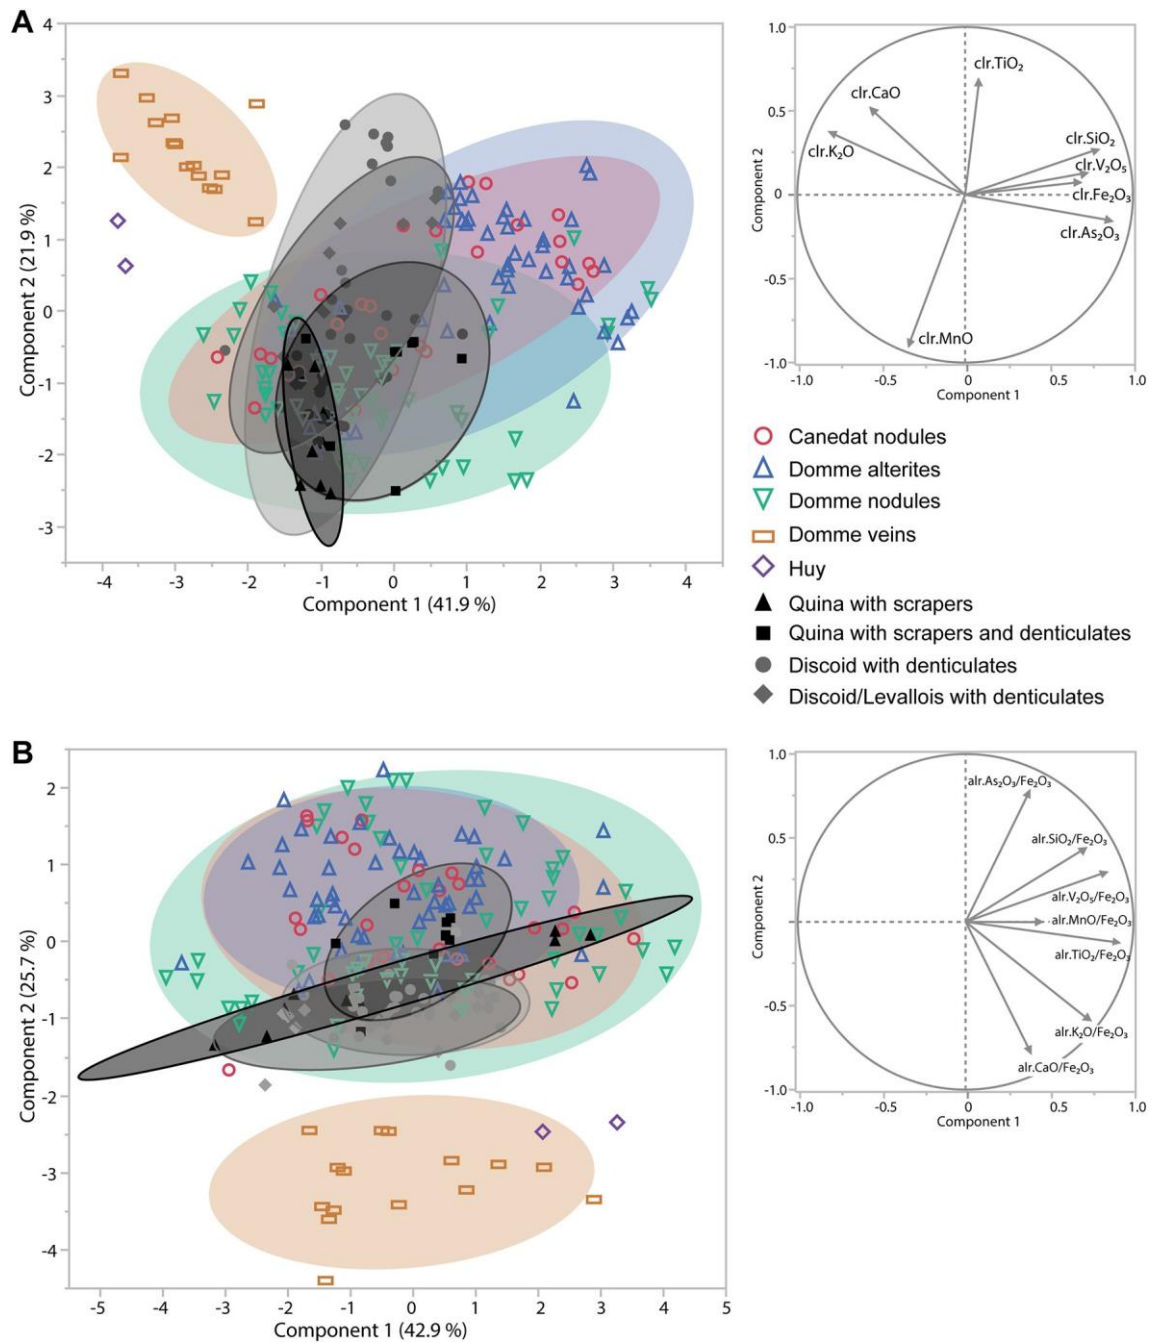 A
4
3
2
1
0
-1
-2
-3
Component 2 (21.9 %)
-4 -3 -2 -1 0 1 2 3 4
Component 1 (41.9 %)
1.0
0.5
0
-0.5
-1.0
Component 2
clr.TiO₂
clr.CaO
clr.K₂O
clr.SiO₂
clr.V₂O₅
clr.Fe₂O₃
clr.As₂O₃
clr.MnO
-1.0 -0.5 0 0.5 1.0
Component 1
Canedat nodules
Domme alterites
Domme nodules
Domme veins
Huy
Quina with scrapers
Quina with scrapers and denticulates
Discoid with denticulates
Discoid/Levallois with denticulates
B
2
1
0
-1
-2
-3
-4
Component 2 (25.7 %)
-5 -4 -3 -2 -1 0 1 2 3 4 5
Component 1 (42.9 %)
1.0
0.5
0
-0.5
-1.0
Component 2
alr.As₂O₃/Fe₂O₃
alr.SiO₂/Fe₂O₃
alr.V₂O₅/Fe₂O₃
alr.MnO/Fe₂O₃
alr.TiO₂/Fe₂O₃
alr.K₂O/Fe₂O₃
alr.CaO/Fe₂O₃
-1.0 -0.5 0 0.5 1.0
Component 1